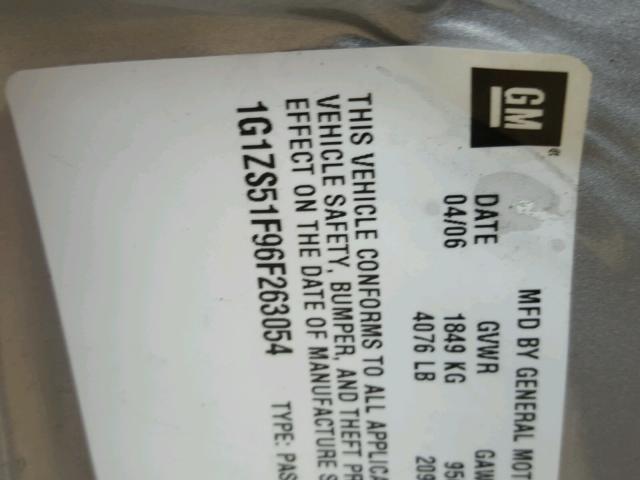 GM
MFD BY GENERAL MOT
DATE GVWR GAW
04/06 1849 KG 95
4076 LB 209
THIS VEHICLE CONFORMS TO ALL APPLICA
VEHICLE SAFETY, BUMPER, AND THEFT PR
EFFECT ON THE DATE OF MANUFACTURE S
1G1ZS51F96F263054 TYPE: PAS